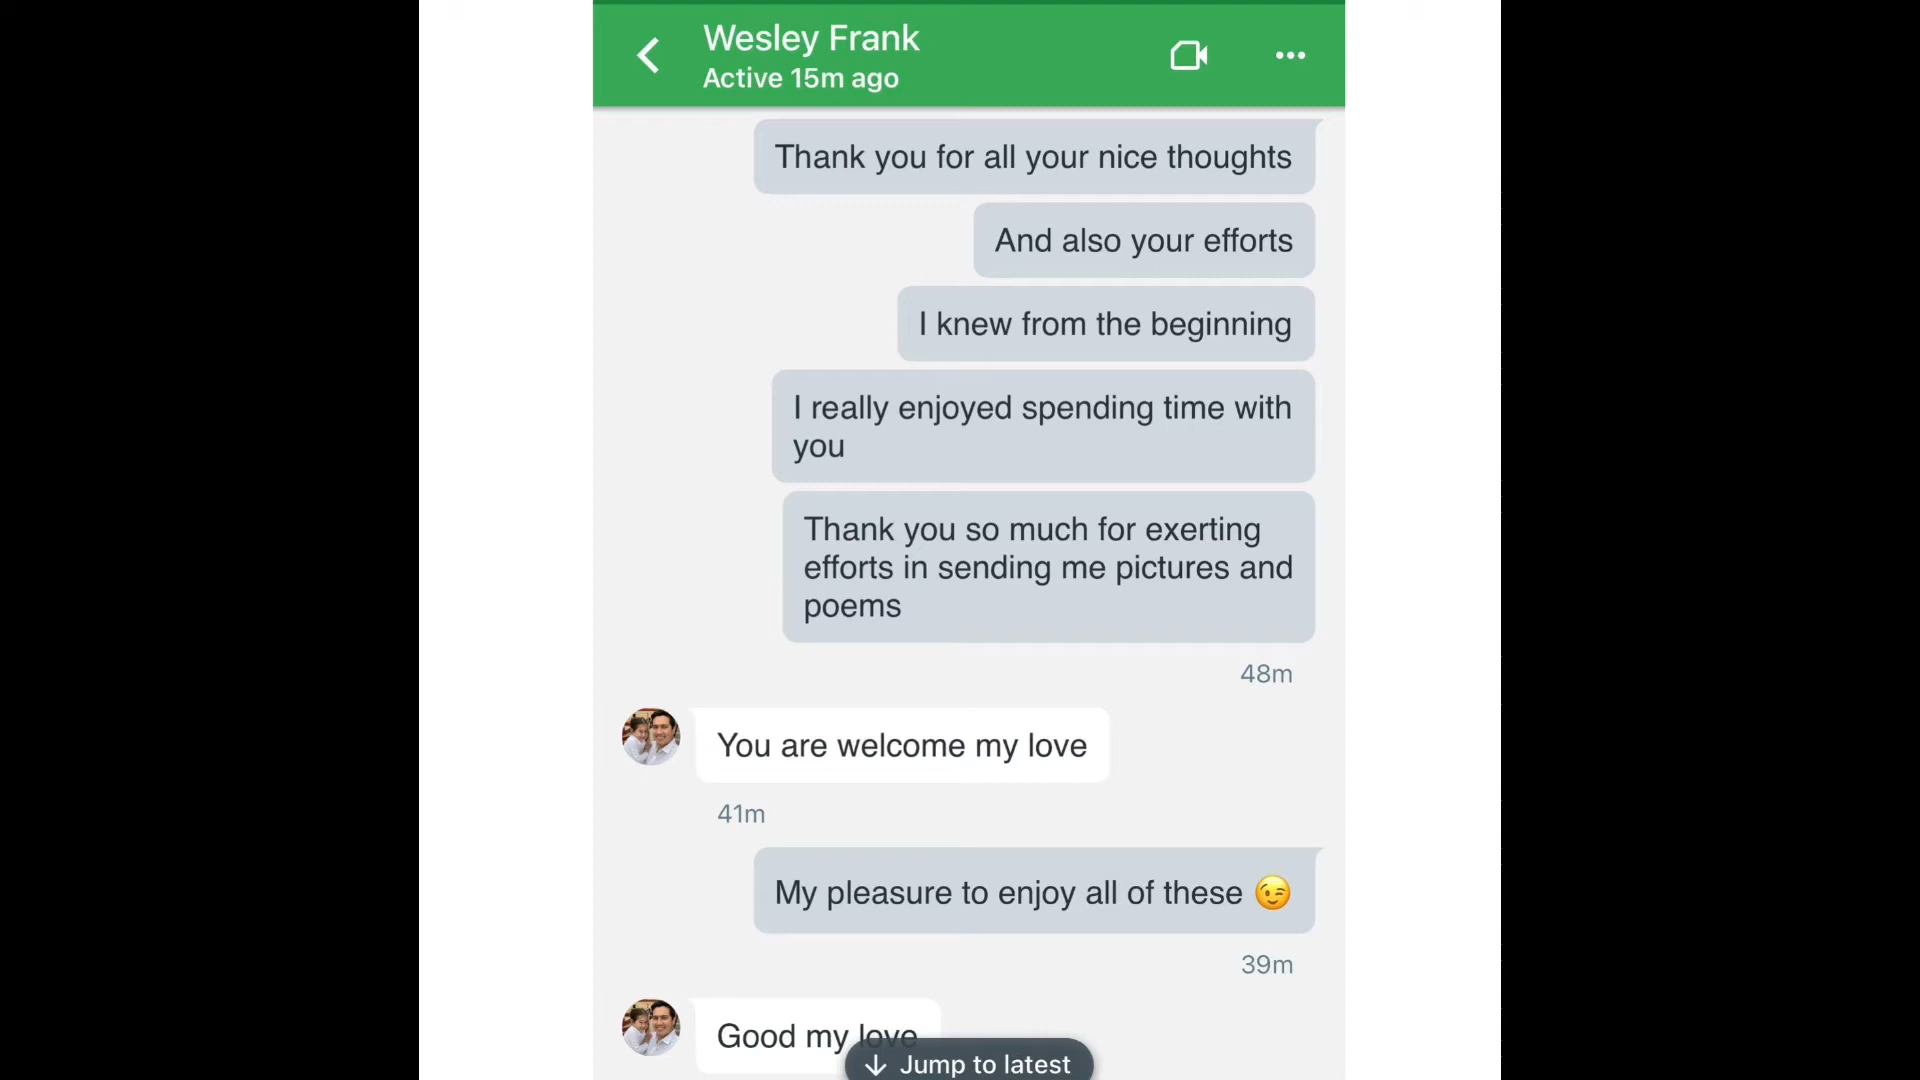 Wesley Frank
Active 15m ago
Thank you for all your nice thoughts
And also your efforts
I knew from the beginning
I really enjoyed spending time with
you
Thank you so much for exerting
efforts in sending me pictures and
poems
48m
You are welcome my love
41m
My pleasure to enjoy all of these 😉
39m
Good my love
Jump to latest